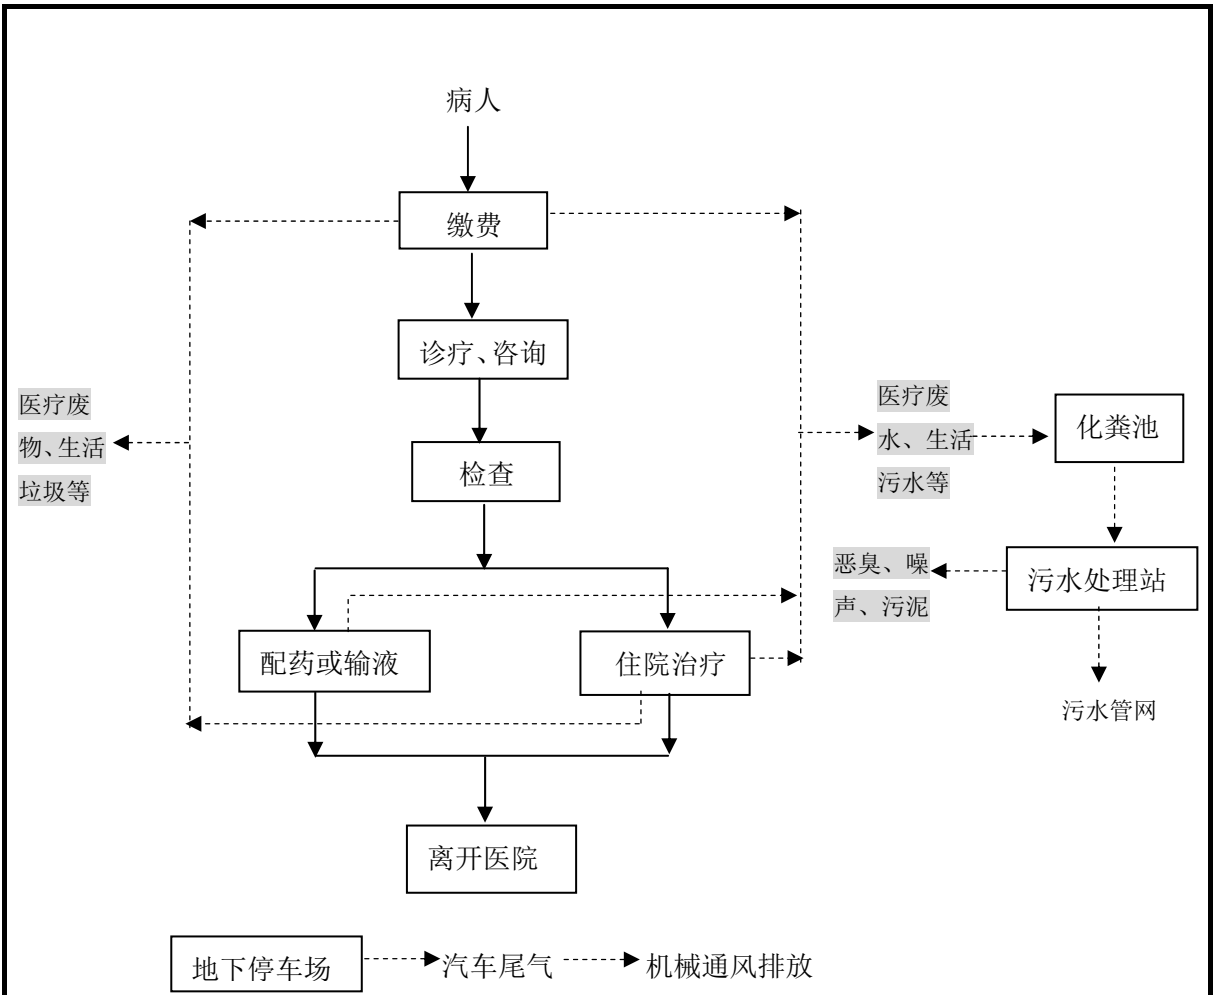 病人
缴费
诊疗、咨询
检查
医疗废
物、生活
垃圾等
医疗废
水、生活
污水等
化粪池
恶臭、噪
声、污泥
污水处理站
配药或输液
住院治疗
污水管网
离开医院
地下停车场
汽车尾气
机械通风排放